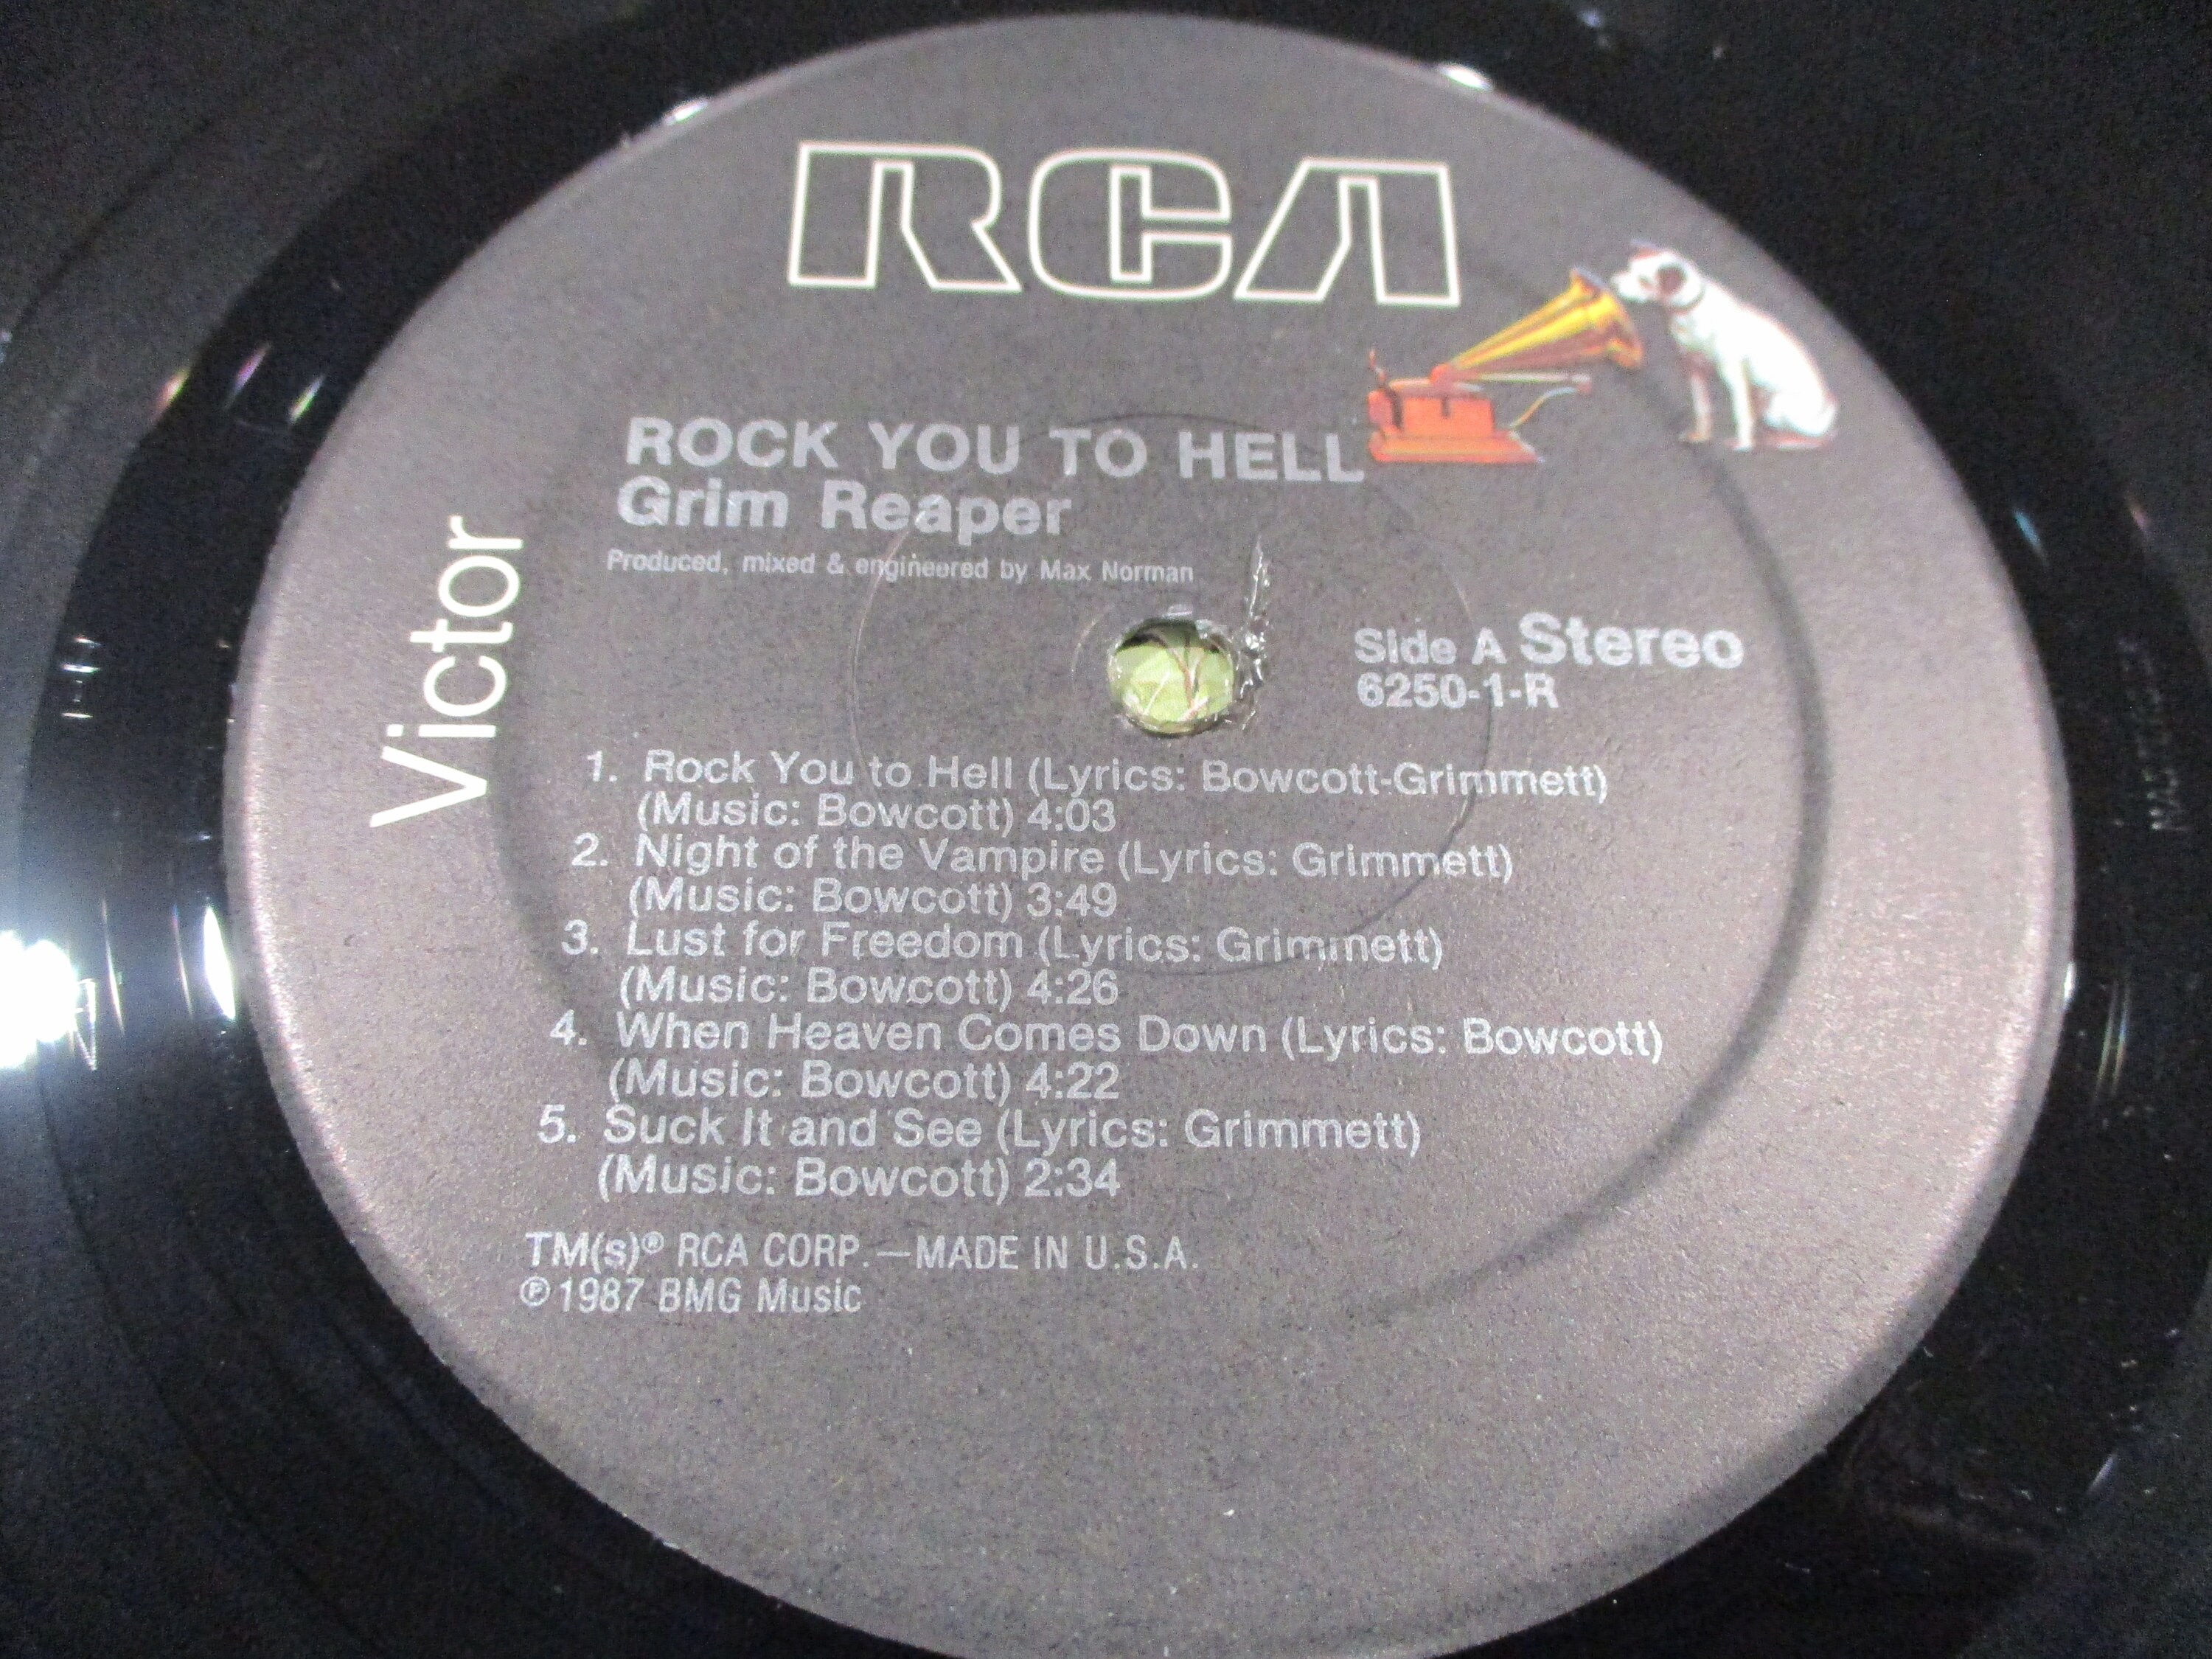 RCA
Victor
ROCK YOU TO HELL
Grim Reaper
Produced, mixed & engineered by Max Norman
Side A Stereo
6250-1-R
1. Rock You to Hell (Lyrics: Bowcott-Grimmett)
(Music: Bowcott) 4:03
2. Night of the Vampire (Lyrics: Grimmett)
(Music: Bowcott) 3:49
3. Lust for Freedom (Lyrics: Grimmett)
(Music: Bowcott) 4:26
4. When Heaven Comes Down (Lyrics: Bowcott)
(Music: Bowcott) 4:22
5. Suck It and See (Lyrics: Grimmett)
(Music: Bowcott) 2:34
TM(s)® RCA CORP.—MADE IN U.S.A.
℗1987 BMG Music